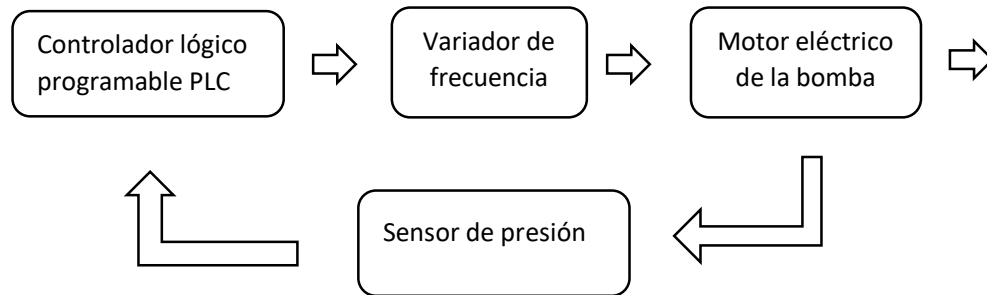 Controlador lógico
programable PLC
Variador de
frecuencia
Motor eléctrico
de la bomba
Sensor de presión